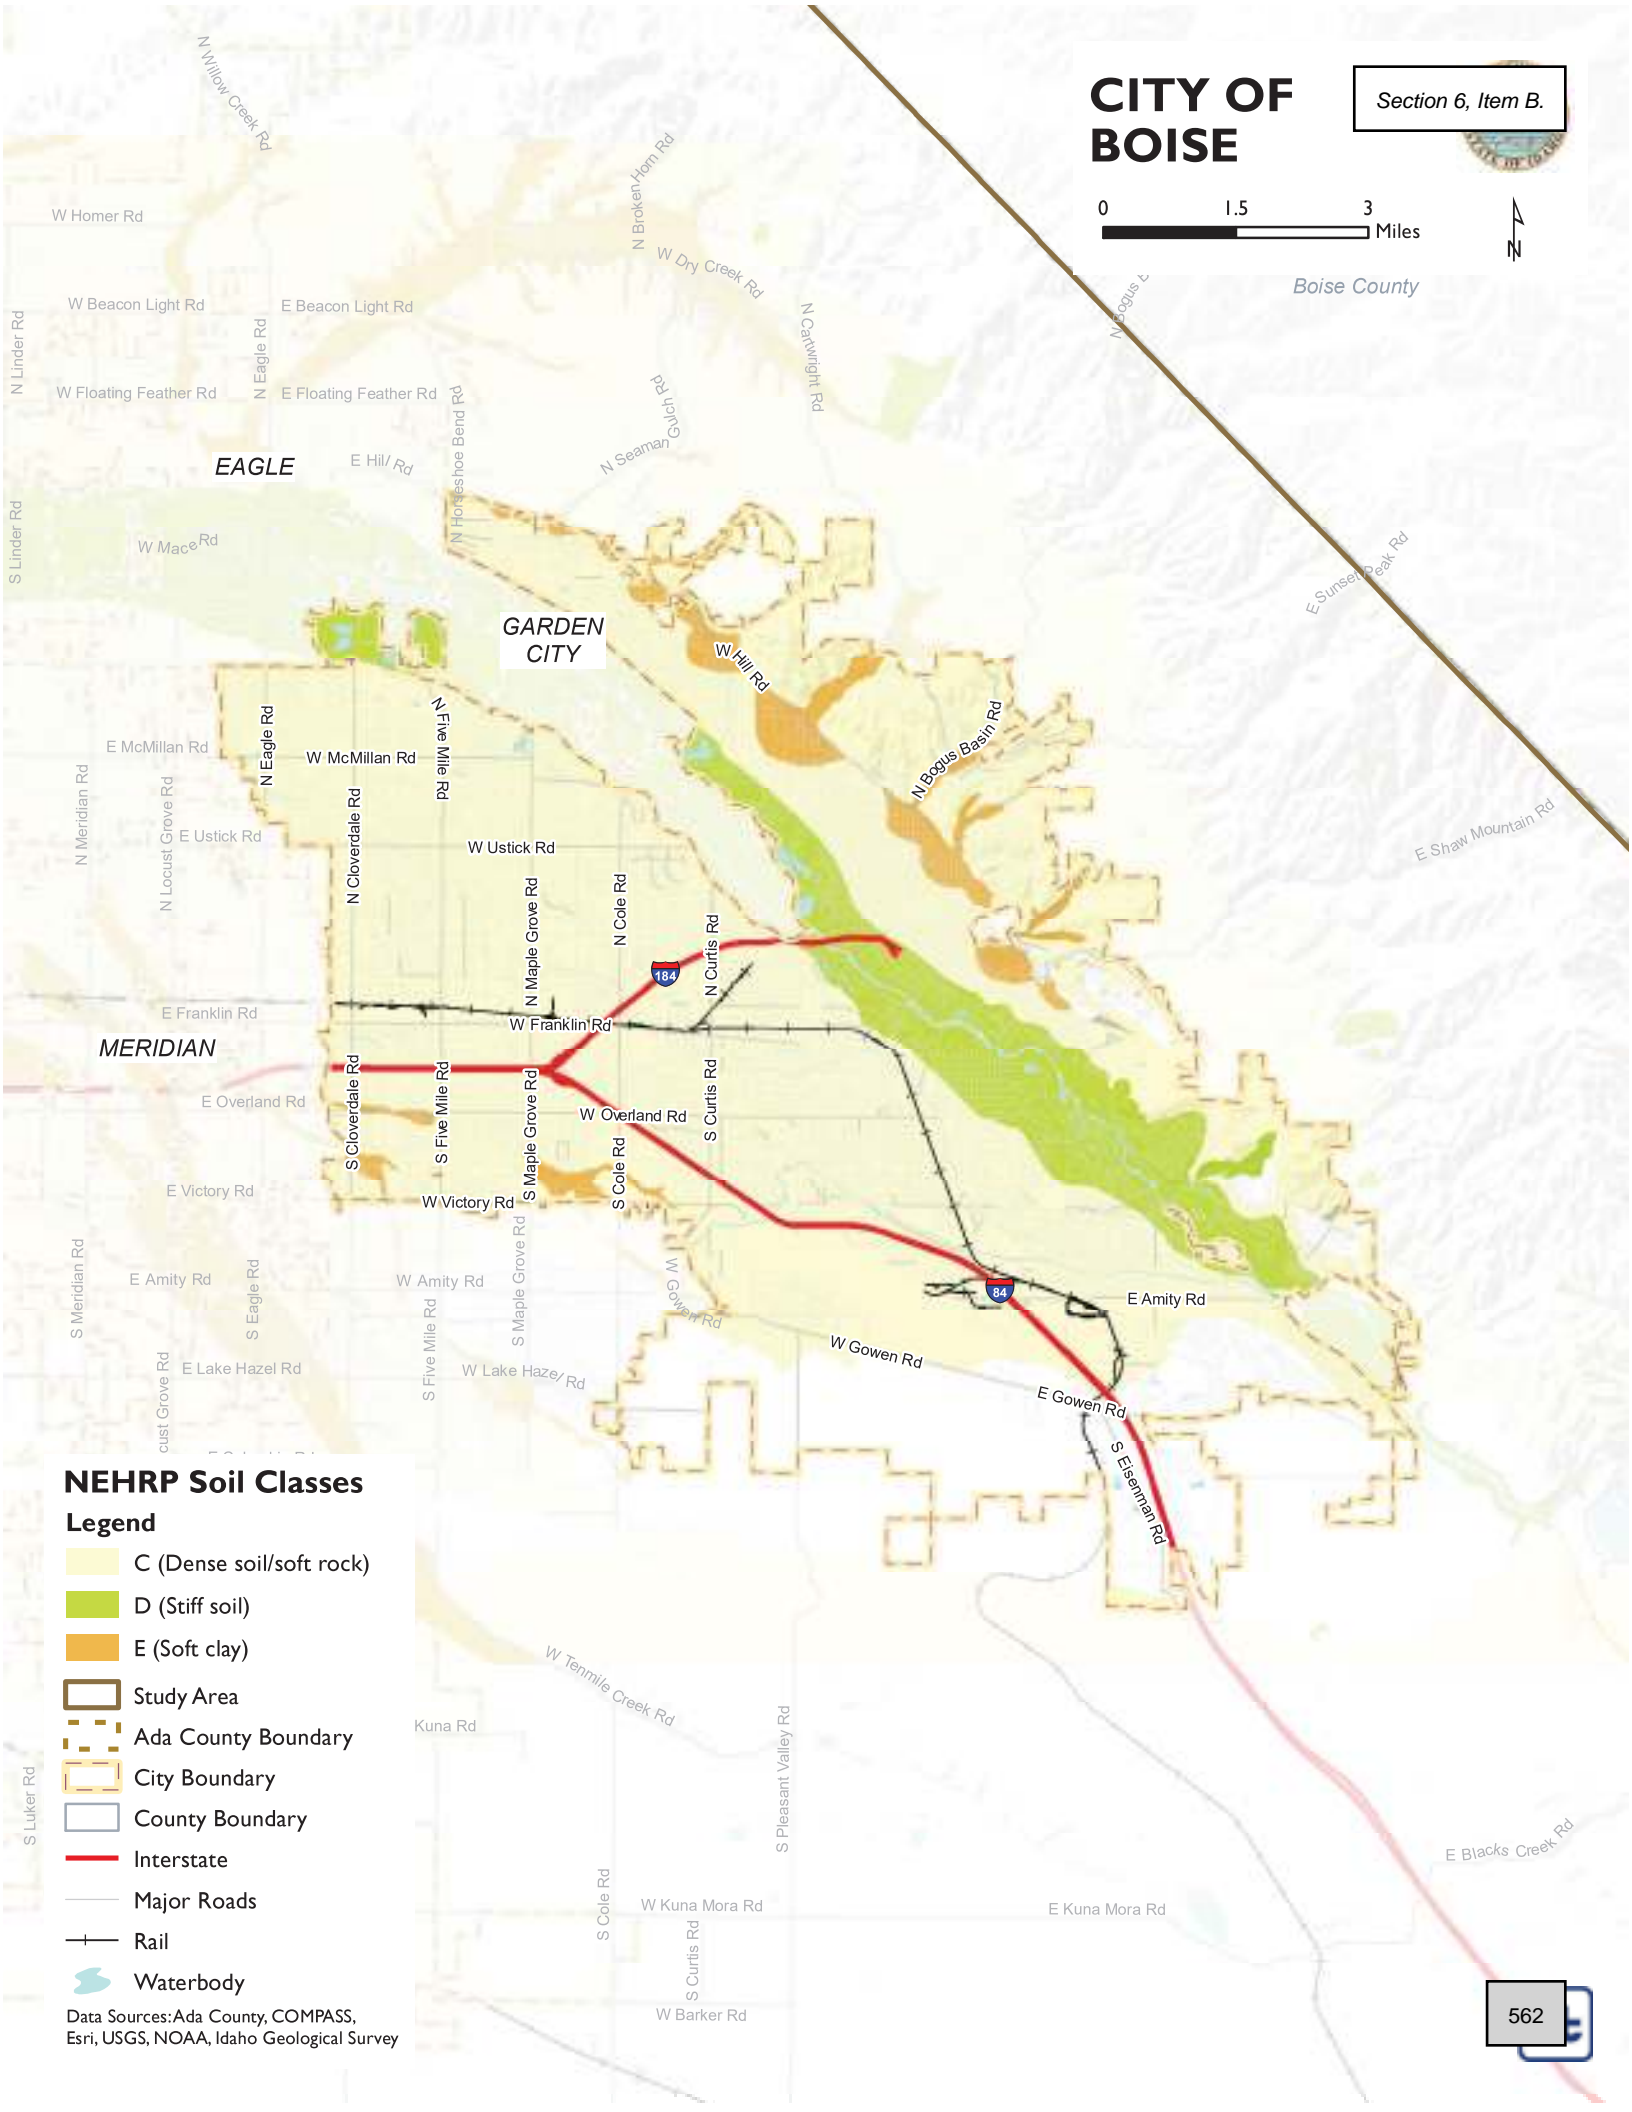 CITY OF
BOISE
Section 6, Item B.
STATE OF IDAHO
0 1.5 3
Miles
N
Boise County
N Willow Creek Rd
N Broken Horn Rd
W Homer Rd
W Dry Creek Rd
N Cartwright Rd
W Beacon Light Rd
E Beacon Light Rd
N Linder Rd
N Eagle Rd
W Floating Feather Rd
E Floating Feather Rd
N Horseshoe Bend Rd
N Seaman Gulch Rd
N Bogus B
EAGLE
E Hill Rd
S Linder Rd
W Mace Rd
E Sunset Peak Rd
GARDEN
CITY
W Hill Rd
N Bogus Basin Rd
E McMillan Rd
N Eagle Rd
W McMillan Rd
N Five Mile Rd
N Meridian Rd
N Locust Grove Rd
E Ustick Rd
N Cloverdale Rd
W Ustick Rd
E Shaw Mountain Rd
N Maple Grove Rd
N Cole Rd
N Curtis Rd
184
E Franklin Rd
W Franklin Rd
MERIDIAN
E Overland Rd
S Cloverdale Rd
S Five Mile Rd
S Maple Grove Rd
W Overland Rd
S Curtis Rd
S Cole Rd
E Victory Rd
W Victory Rd
S Meridian Rd
E Amity Rd
S Eagle Rd
W Amity Rd
S Maple Grove Rd
W Gowen Rd
84
E Amity Rd
S Five Mile Rd
W Gowen Rd
E Lake Hazel Rd
W Lake Hazel Rd
E Gowen Rd
cust Grove Rd
S Eisenman Rd
NEHRP Soil Classes
Legend
C (Dense soil/soft rock)
D (Stiff soil)
E (Soft clay)
Study Area
Ada County Boundary
City Boundary
County Boundary
Interstate
Major Roads
Rail
Waterbody
Data Sources: Ada County, COMPASS,
Esri, USGS, NOAA, Idaho Geological Survey
W Tenmile Creek Rd
Kuna Rd
S Pleasant Valley Rd
S Luker Rd
E Blacks Creek Rd
S Cole Rd
W Kuna Mora Rd
E Kuna Mora Rd
S Curtis Rd
W Barker Rd
562